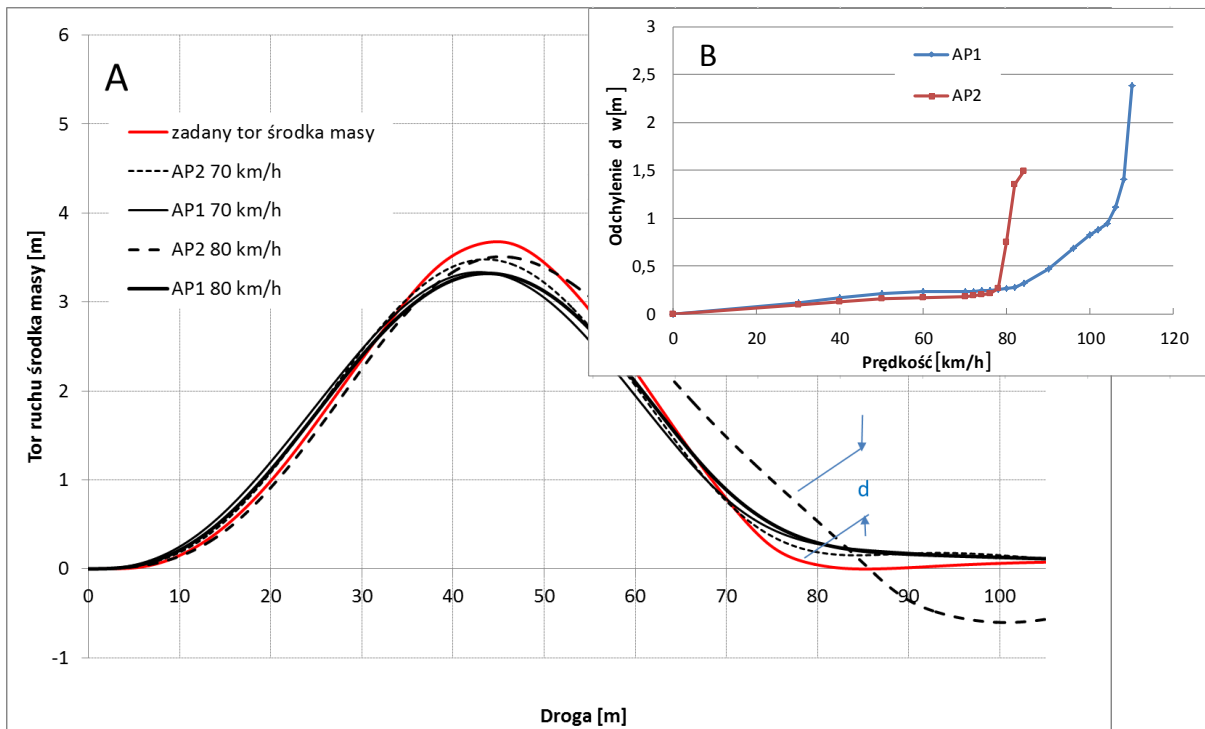 A
6
5
4
3
2
1
0
-1
0 10 20 30 40 50 60 70 80 90 100
Tor ruchu środka masy [m]
Droga [m]
zadany tor środka masy
AP2 70 km/h
AP1 70 km/h
AP2 80 km/h
AP1 80 km/h
d
B
3
2,5
2
1,5
1
0,5
0
0 20 40 60 80 100 120
Odchylenie d w[m]
Prędkość[km/h]
AP1
AP2